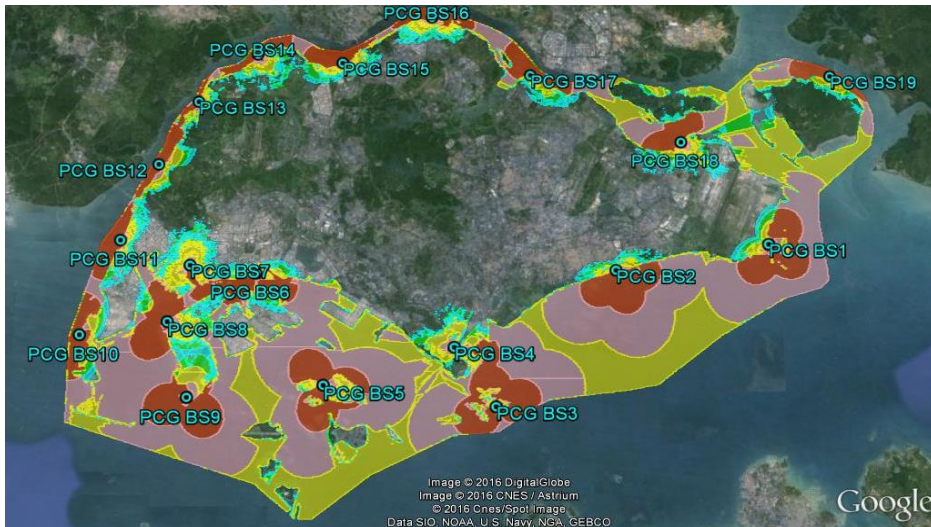 PCG BS16
PCG BS14
PCG BS15
PCG BS17
PCG BS19
PCG BS13
PCG BS18
PCG BS12
PCG BS11
PCG BS1
PCG BS7
PCG BS2
PCG BS6
PCG BS8
PCG BS10
PCG BS4
PCG BS5
PCG BS9
PCG BS3
Image © 2016 DigitalGlobe
Image © 2016 CNES / Astrium
© 2016 Cnes/Spot Image
Data SIO, NOAA, U.S. Navy, NGA, GEBCO
Google